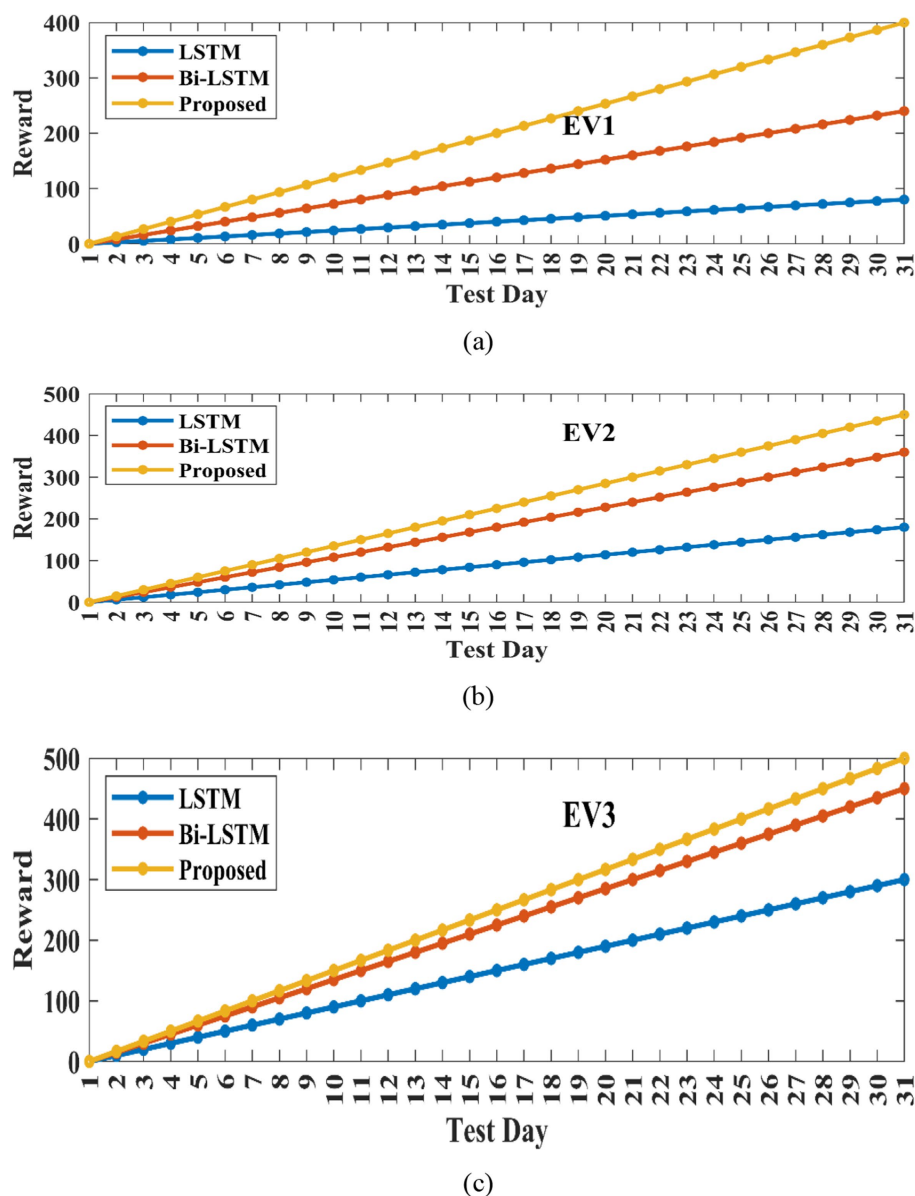 400
300
200
100
0
Reward
LSTM
Bi-LSTM
Proposed
EV1
1 2 3 4 5 6 7 8 9 10 11 12 13 14 15 16 17 18 19 20 21 22 23 24 25 26 27 28 29 30 31
Test Day
(a)
500
400
300
200
100
0
Reward
LSTM
Bi-LSTM
Proposed
EV2
1 2 3 4 5 6 7 8 9 10 11 12 13 14 15 16 17 18 19 20 21 22 23 24 25 26 27 28 29 30 31
Test Day
(b)
500
400
300
200
100
0
Reward
LSTM
Bi-LSTM
Proposed
EV3
1 2 3 4 5 6 7 8 9 10 11 12 13 14 15 16 17 18 19 20 21 22 23 24 25 26 27 28 29 30 31
Test Day
(c)